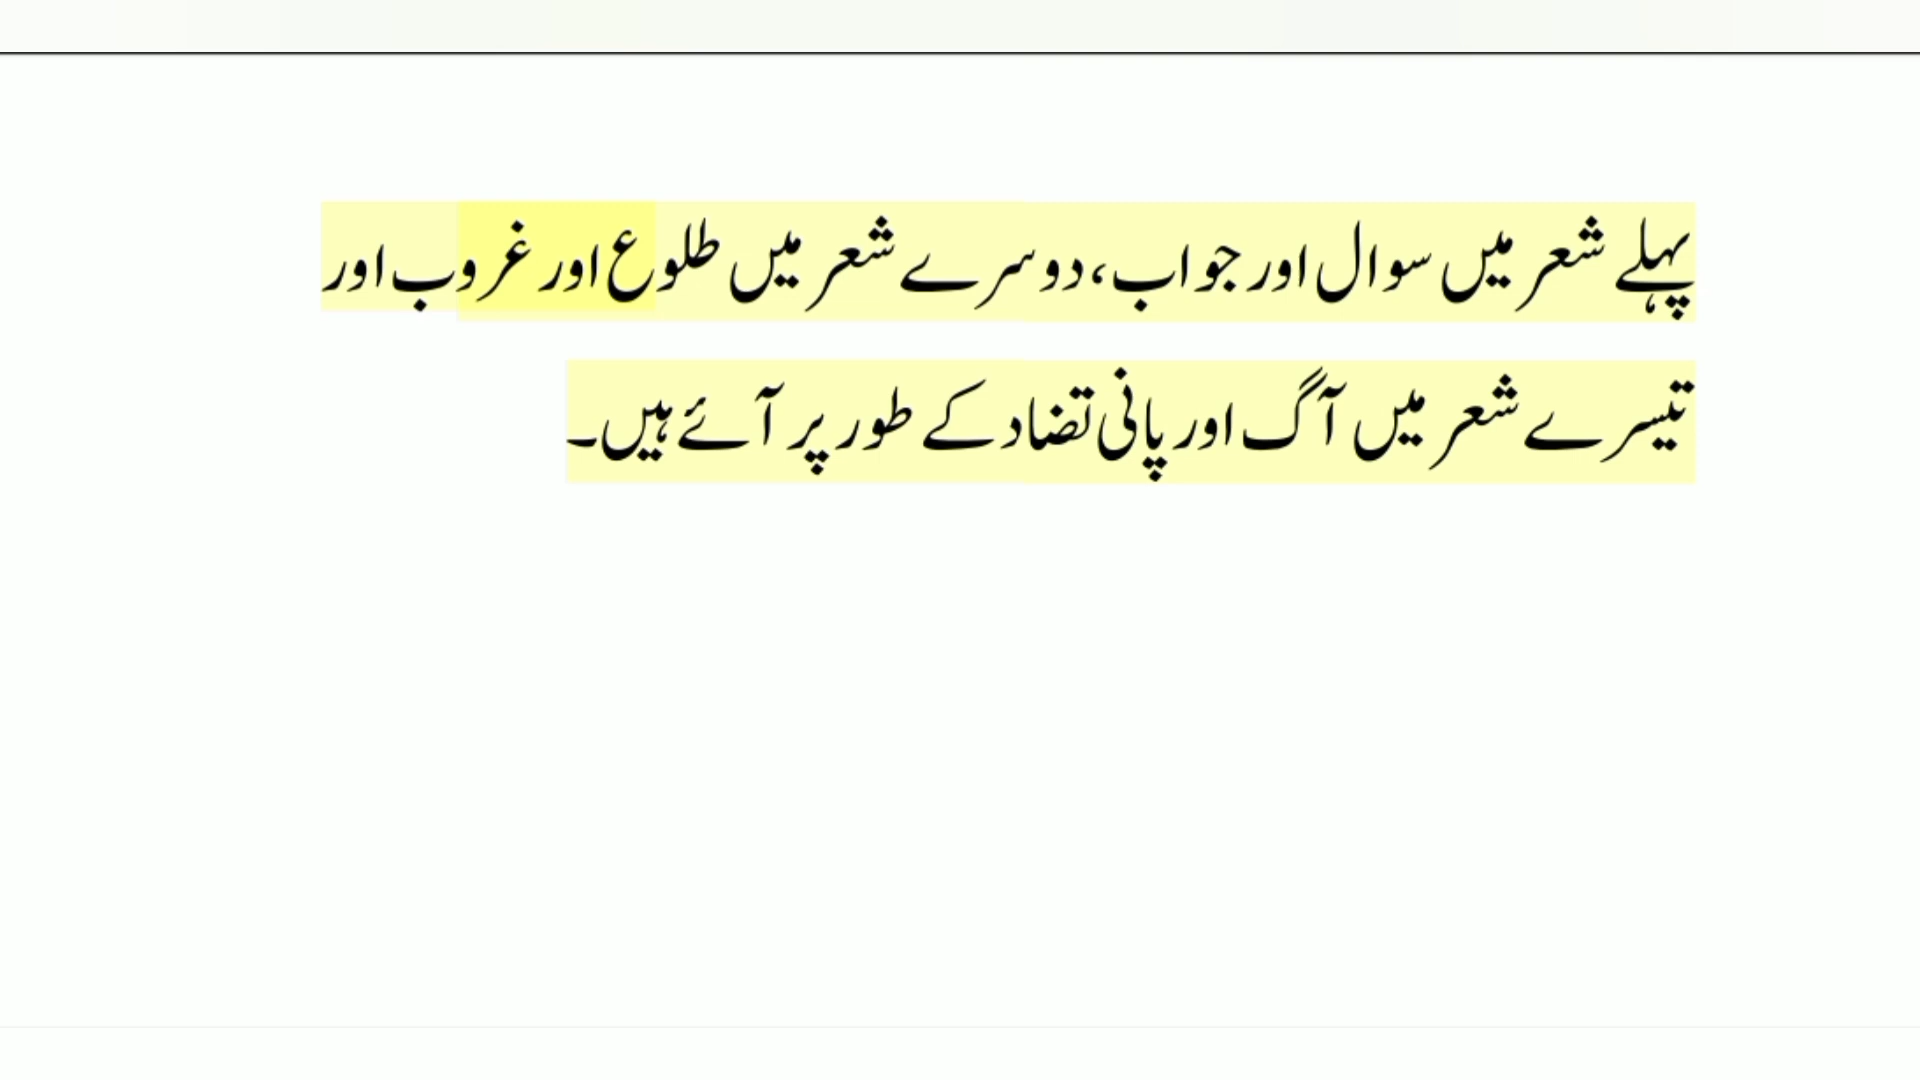 پہلے شعر میں سوال اور جواب، دوسرے شعر میں طلوع اور غروب اور
تیسرے شعر میں آگ اور پانی تضاد کے طور پر آئے ہیں۔